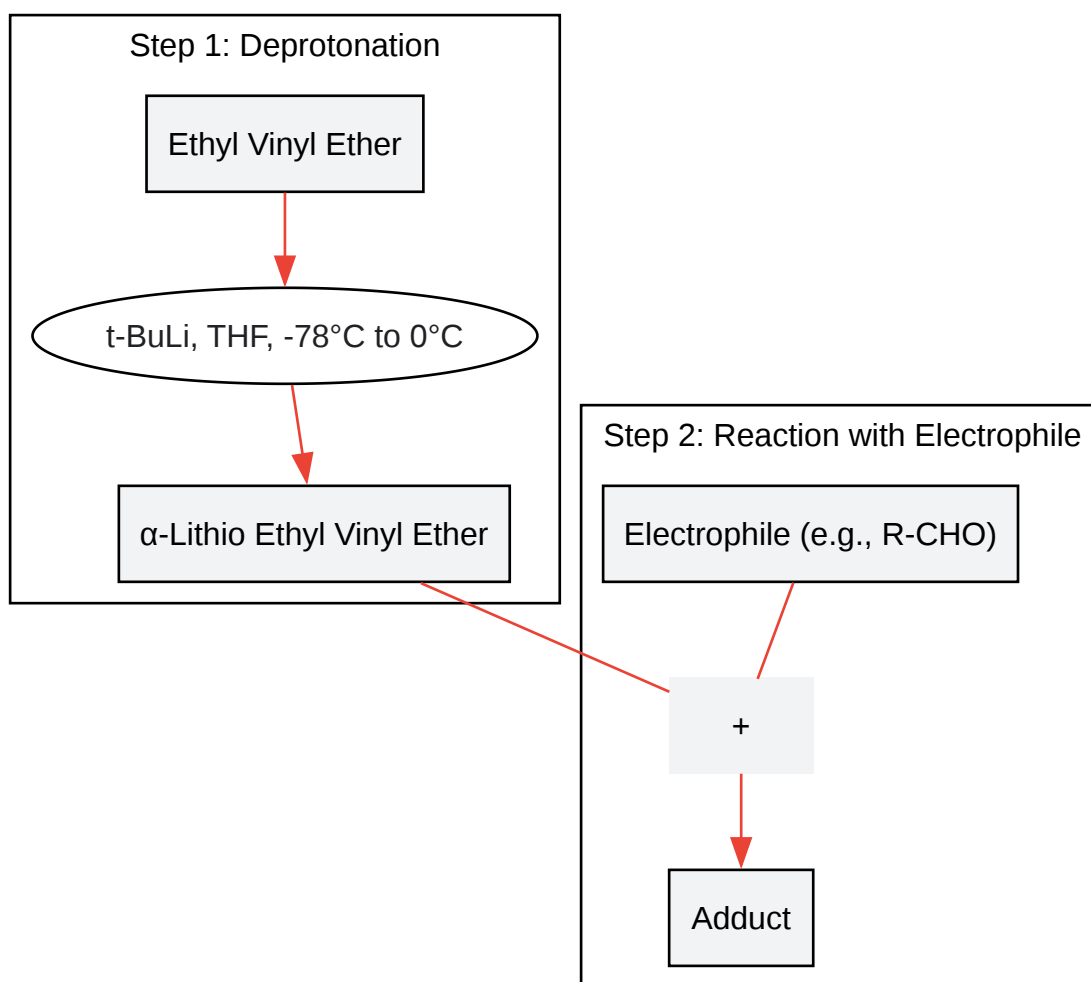 Step 1: Deprotonation
Ethyl Vinyl Ether
t-BuLi, THF, -78°C to 0°C
α-Lithio Ethyl Vinyl Ether
Step 2: Reaction with Electrophile
Electrophile (e.g., R-CHO)
+
Adduct